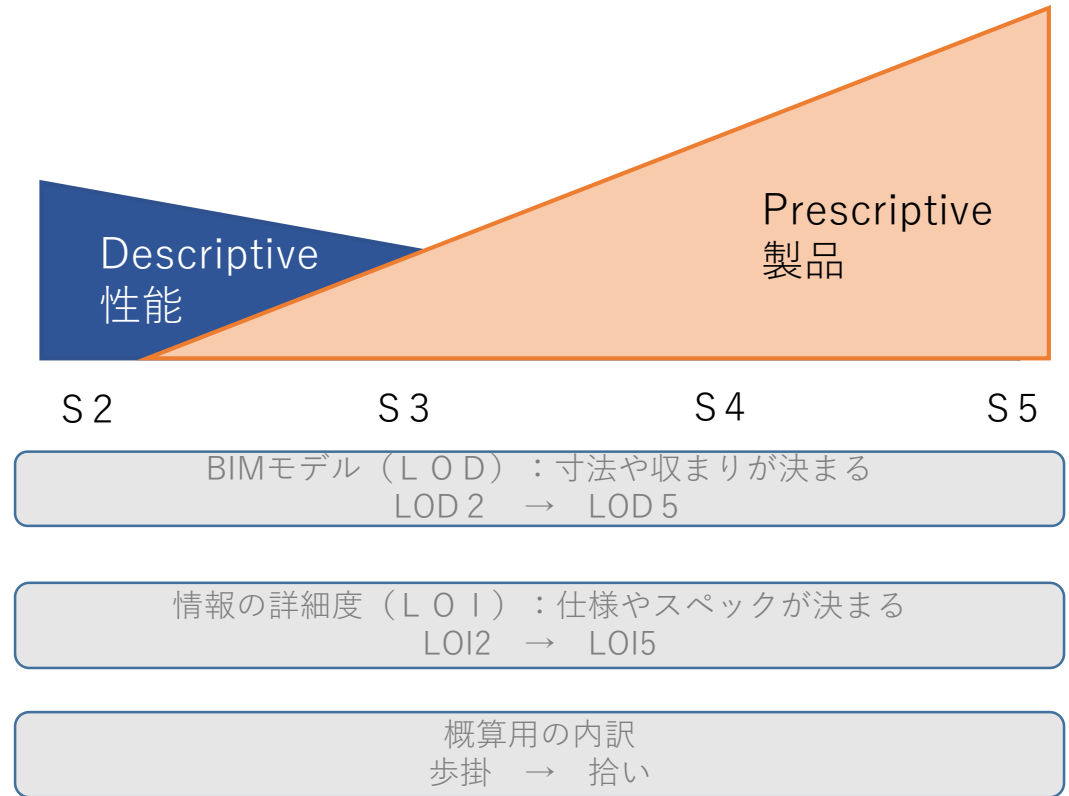 Descriptive
性能
Prescriptive
製品
Ｓ２
Ｓ３
Ｓ４
Ｓ５
BIMモデル（ＬＯＤ）：寸法や収まりが決まる
LOD２　→　LOD５
情報の詳細度（ＬＯＩ）：仕様やスペックが決まる
LOI2　→　LOI5
概算用の内訳
歩掛　→　拾い